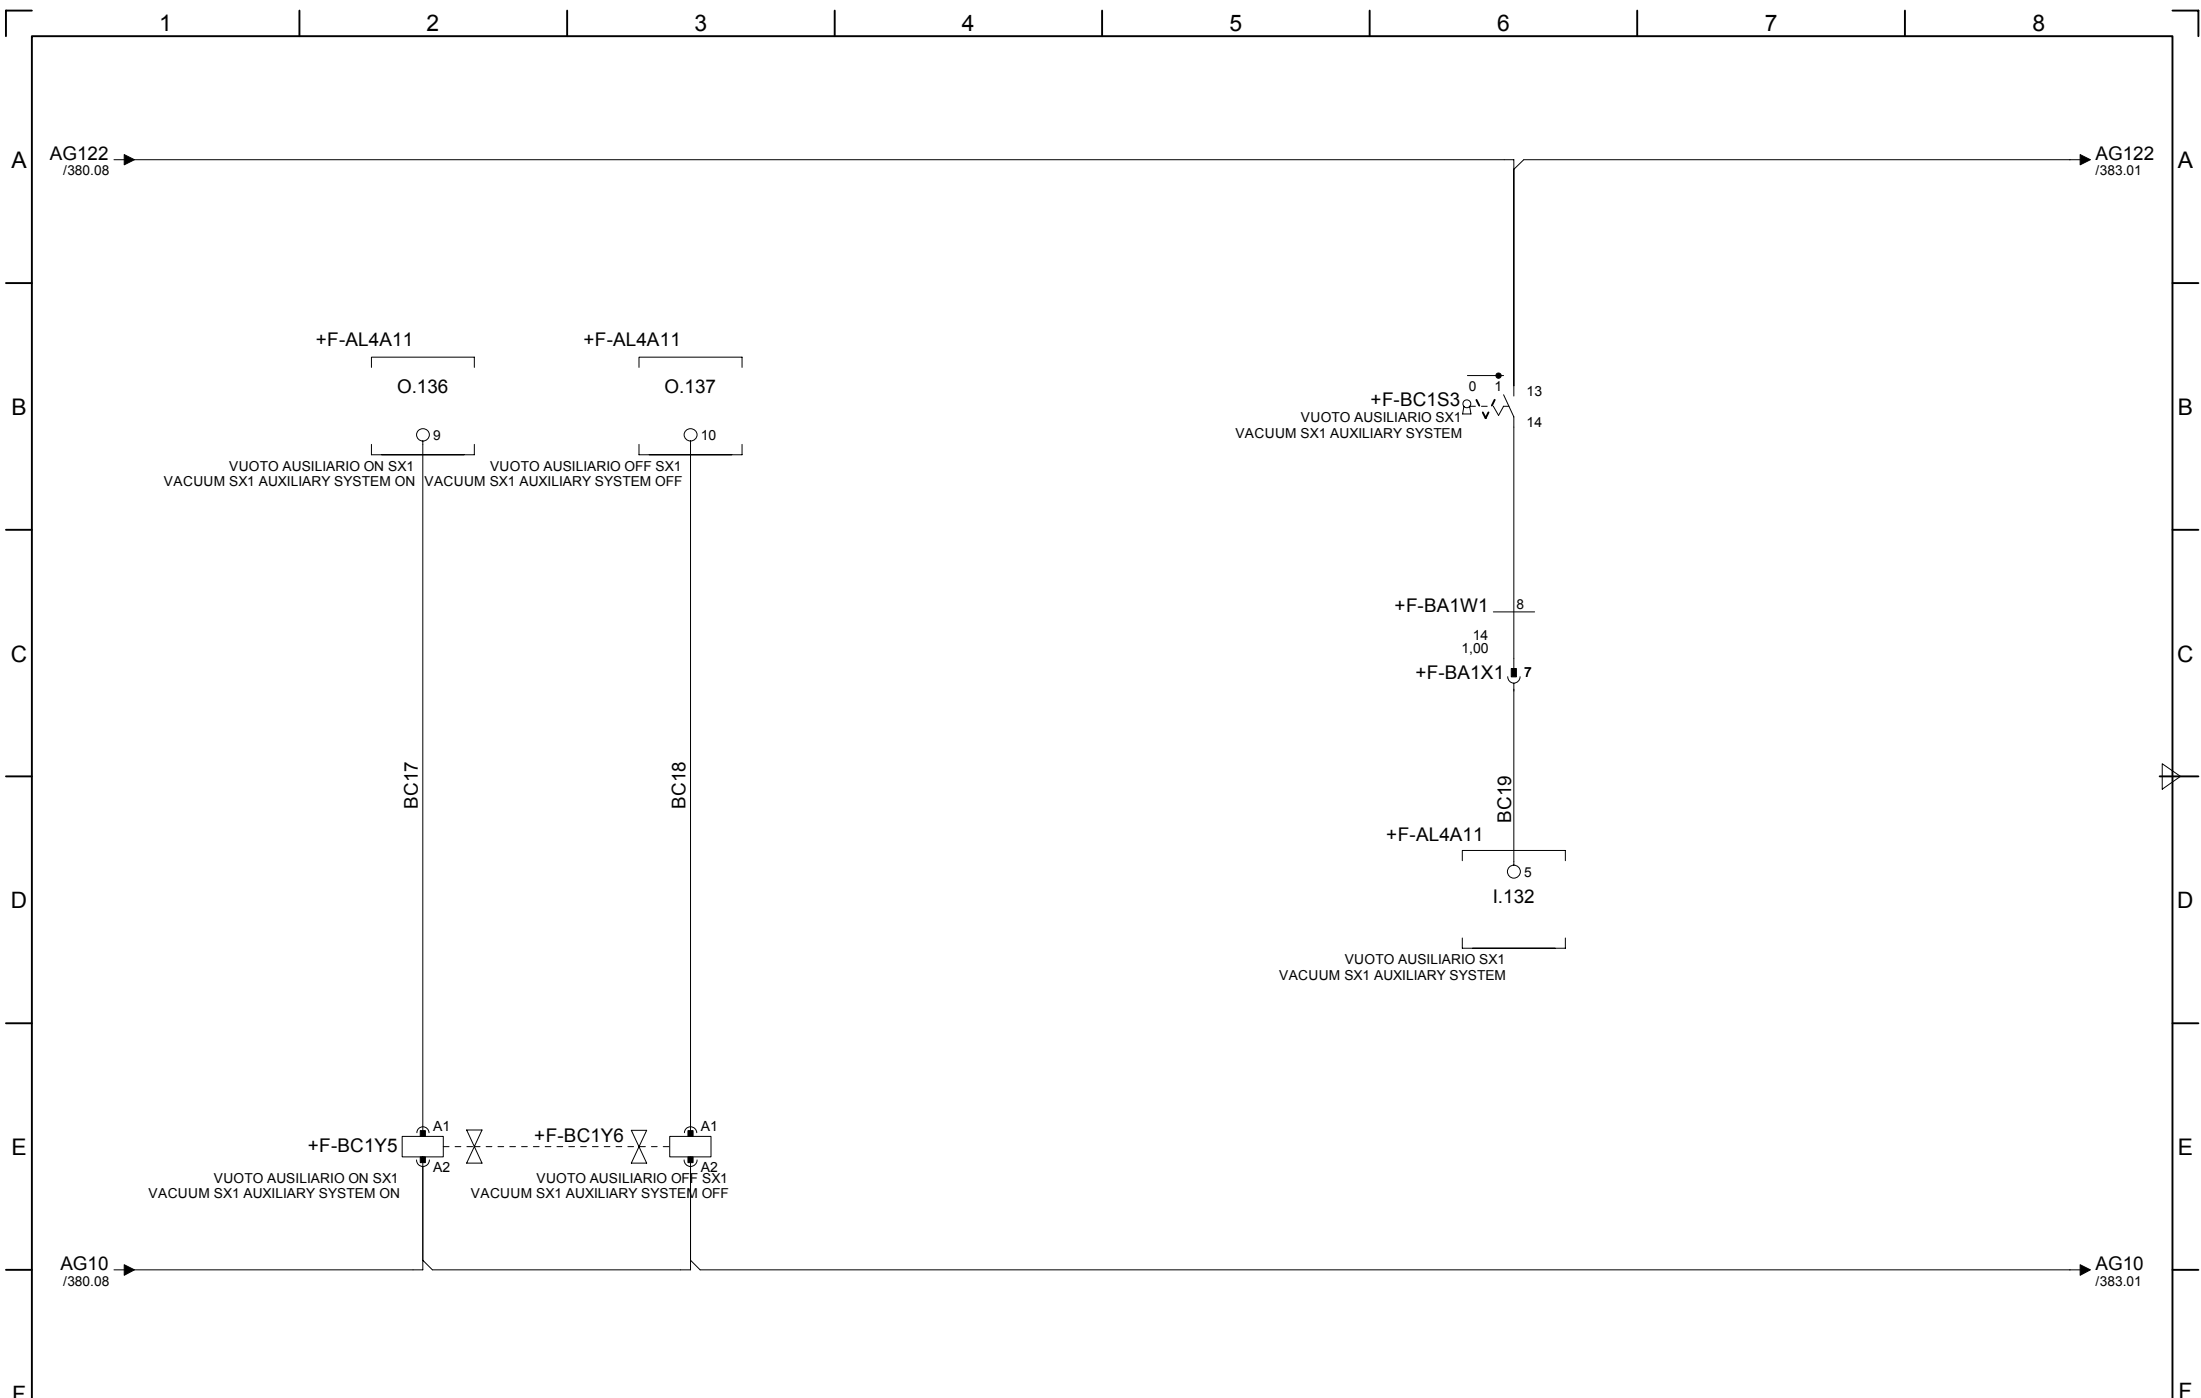 1 2 3 4 5 6 7 8
A AG122 AG122 A
/380.08 /383.01
+F-AL4A11 +F-AL4A11
O.136 O.137
0 1 13
B +F-BC1S3 B
VUOTO AUSILIARIO SX1 14
VACUUM SX1 AUXILIARY SYSTEM
9 10
VUOTO AUSILIARIO ON SX1 VUOTO AUSILIARIO OFF SX1
VACUUM SX1 AUXILIARY SYSTEM ON VACUUM SX1 AUXILIARY SYSTEM OFF
+F-BA1W1 8
14
1,00
C C
+F-BA1X1 7
BC17 BC18 BC19
+F-AL4A11
5
I.132
D D
VUOTO AUSILIARIO SX1
VACUUM SX1 AUXILIARY SYSTEM
A1 A1
E +F-BC1Y5 +F-BC1Y6 E
A2 A2
VUOTO AUSILIARIO ON SX1 VUOTO AUSILIARIO OFF SX1
VACUUM SX1 AUXILIARY SYSTEM ON VACUUM SX1 AUXILIARY SYSTEM OFF
AG10 AG10
/380.08 /383.01
F F